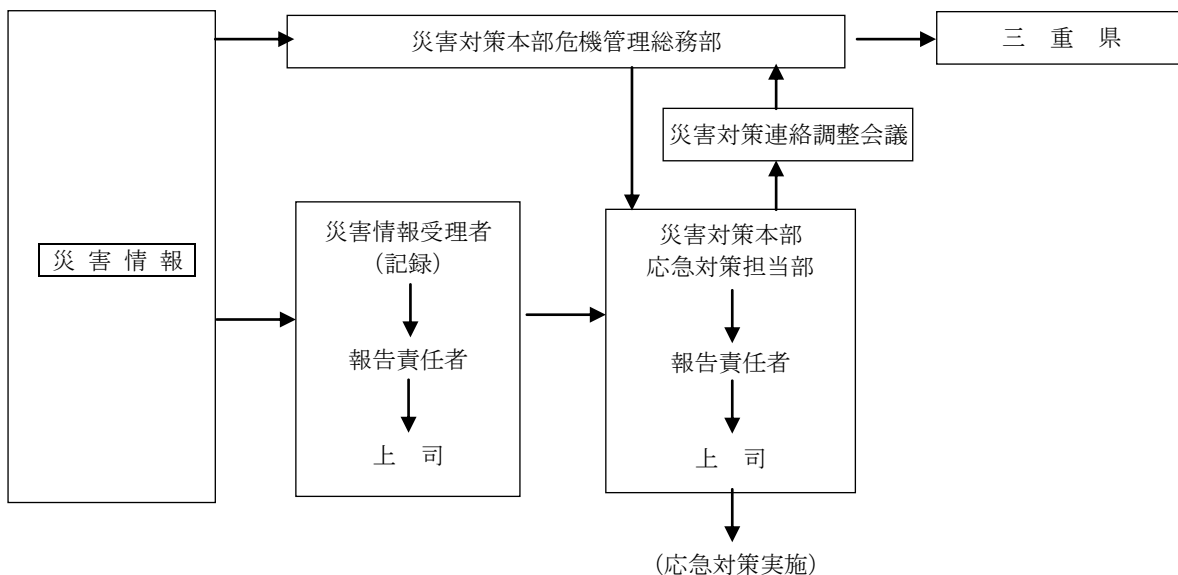 災害対策本部危機管理総務部
三 重 県
災害対策連絡調整会議
災 害 情 報
災害情報受理者
(記録)
報告責任者
上 司
災害対策本部
応急対策担当部
報告責任者
上 司
(応急対策実施)